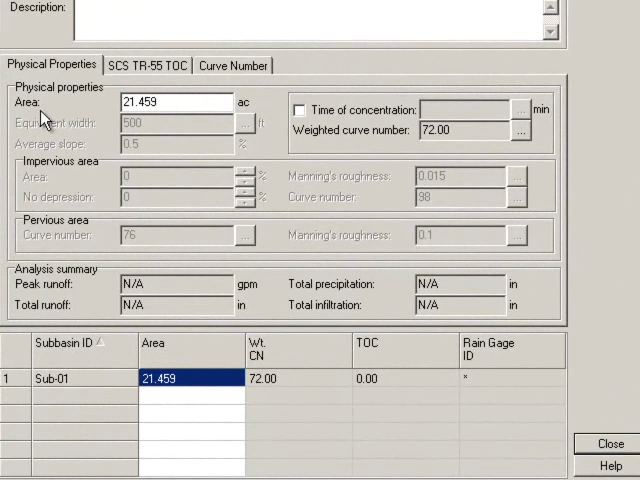 Description:
Physical Properties SCS TR-55 TOC Curve Number
Physical properties
Area: 21.459 ac
Time of concentration: ... min
Equivalent width: 500 ... ft
Weighted curve number: 72.00 ...
Average slope: 0.5 %
Impervious area
Area: 0 % Manning's roughness: 0.015 ...
No depression: 0 % Curve number: 98 ...
Pervious area
Curve number: 76 ... Manning's roughness: 0.1 ...
Analysis summary
Peak runoff: N/A gpm Total precipitation: N/A in
Total runoff: N/A in Total infiltration: N/A in
Subbasin ID Area Wt. TOC Rain Gage
CN ID
1 Sub-01 21.459 72.00 0.00 *
Close
Help